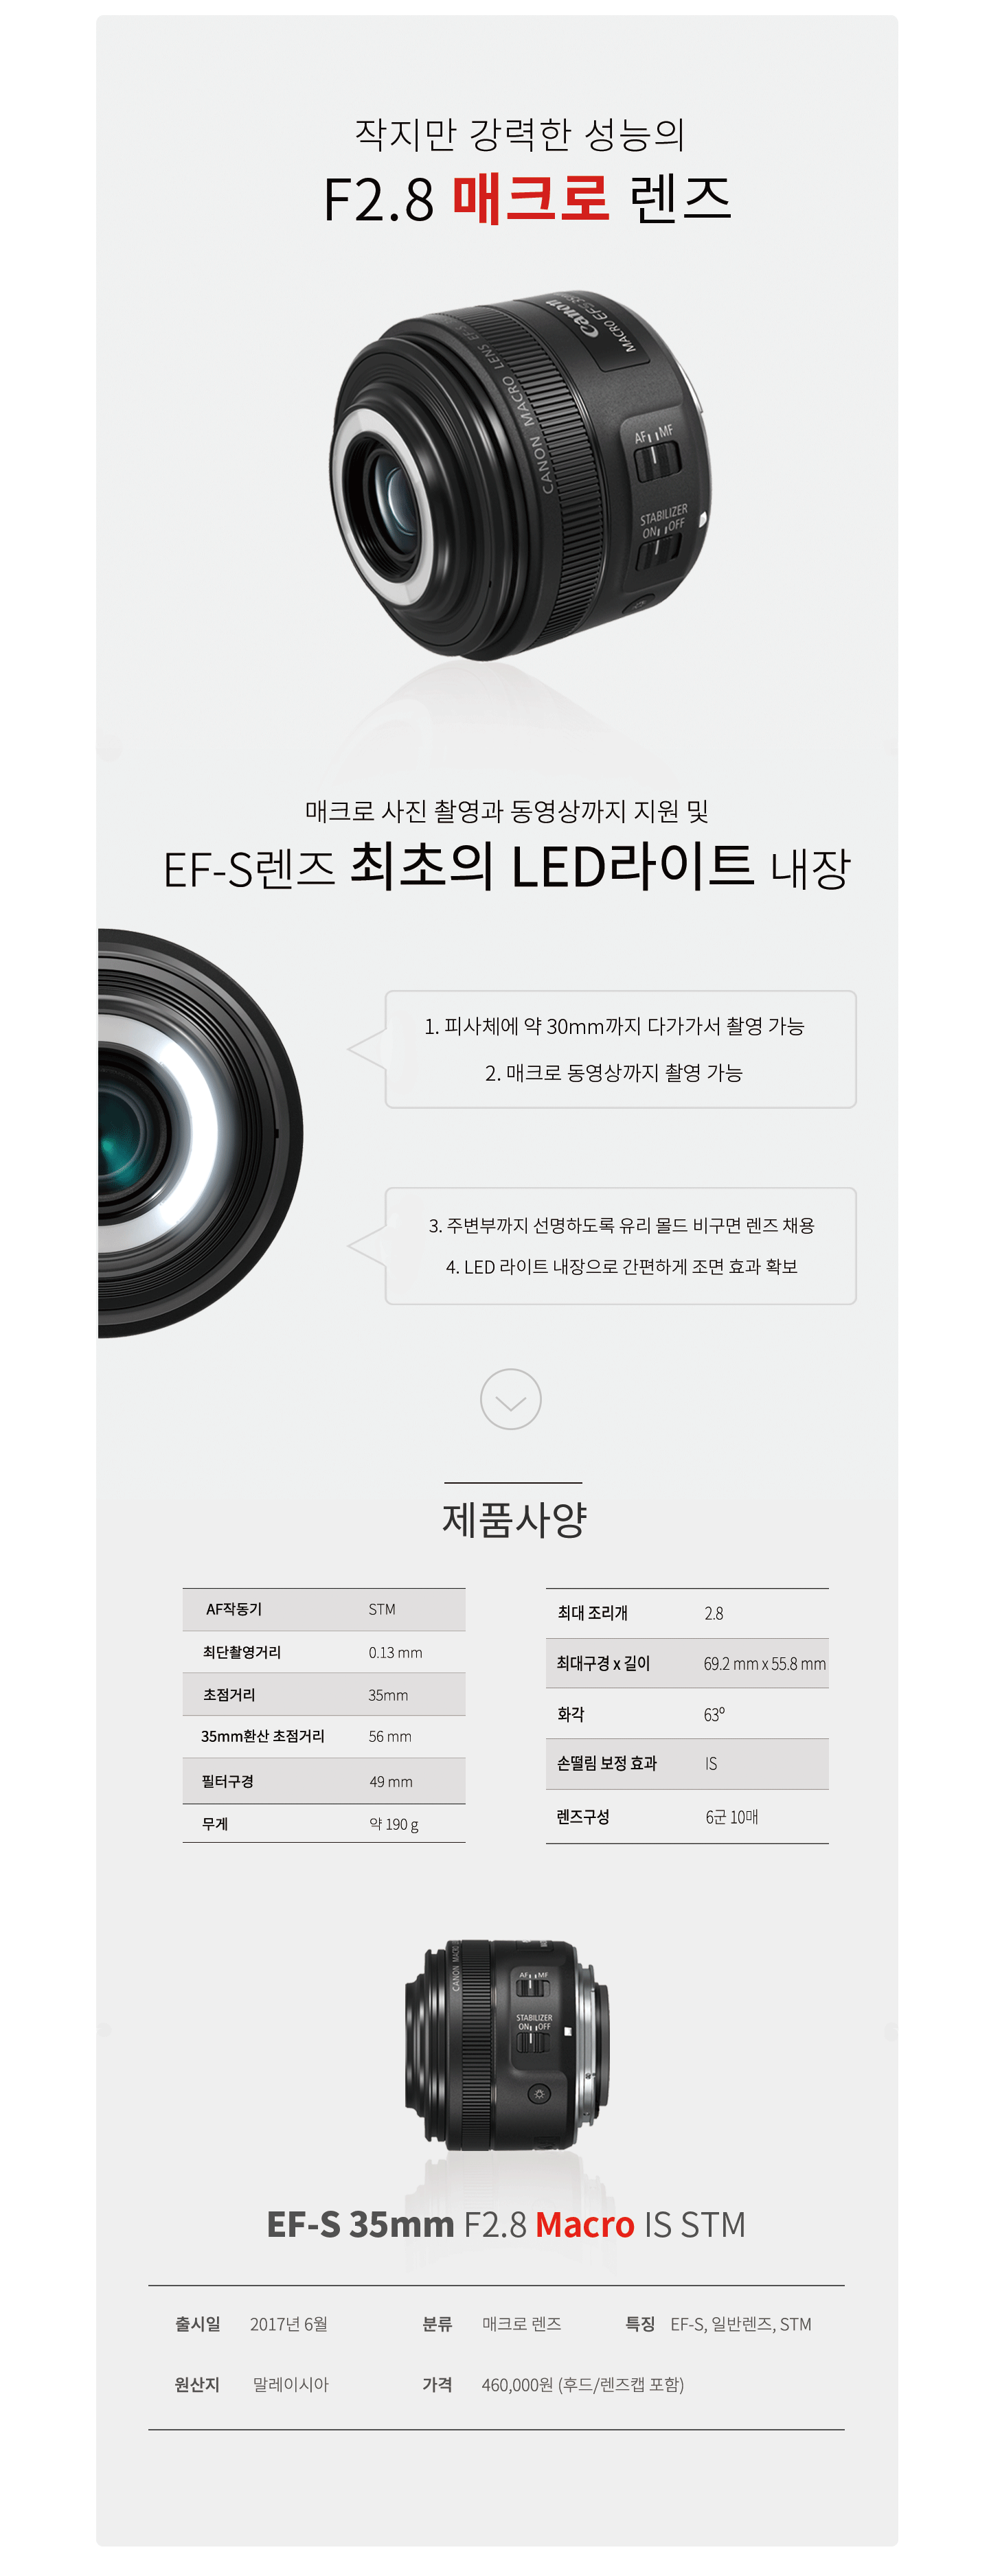 작지만 강력한 성능의
F2.8 매크로 렌즈
Canon
MACRO EFS 35
CANON MACRO LENS EF-S
AF MF
STABILIZER
ON OFF
매크로 사진 촬영과 동영상까지 지원 및
EF-S렌즈 최초의 LED라이트 내장
1. 피사체에 약 30mm까지 다가가서 촬영 가능
2. 매크로 동영상까지 촬영 가능
3. 주변부까지 선명하도록 유리 몰드 비구면 렌즈 채용
4. LED 라이트 내장으로 간편하게 조면 효과 확보
제품사양
AF작동기 STM
최단촬영거리 0.13 mm
초점거리 35mm
35mm환산 초점거리 56 mm
필터구경 49 mm
무게 약 190 g
최대 조리개 2.8
최대구경 x 길이 69.2 mm x 55.8 mm
화각 63º
손떨림 보정 효과 IS
렌즈구성 6군 10매
CANON MACRO
AF MF
STABILIZER
ON OFF
EF-S 35mm F2.8 Macro IS STM
출시일 2017년 6월 분류 매크로 렌즈 특징 EF-S, 일반렌즈, STM
원산지 말레이시아 가격 460,000원 (후드/렌즈캡 포함)